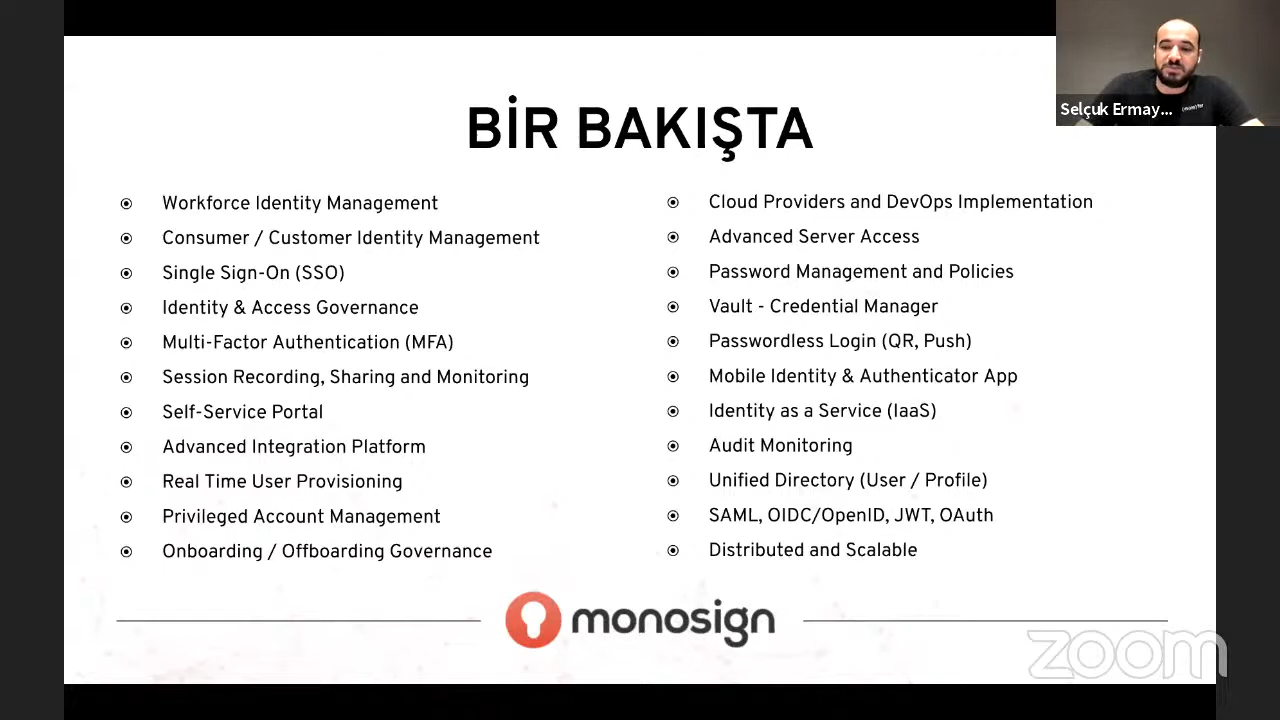 BİR BAKIŞTA
Workforce Identity Management
Consumer / Customer Identity Management
Single Sign-On (SSO)
Identity & Access Governance
Multi-Factor Authentication (MFA)
Session Recording, Sharing and Monitoring
Self-Service Portal
Advanced Integration Platform
Real Time User Provisioning
Privileged Account Management
Onboarding / Offboarding Governance
Cloud Providers and DevOps Implementation
Advanced Server Access
Password Management and Policies
Vault - Credential Manager
Passwordless Login (QR, Push)
Mobile Identity & Authenticator App
Identity as a Service (IaaS)
Audit Monitoring
Unified Directory (User / Profile)
SAML, OIDC/OpenID, JWT, OAuth
Distributed and Scalable
monosign
Selçuk Ermay...
zoom